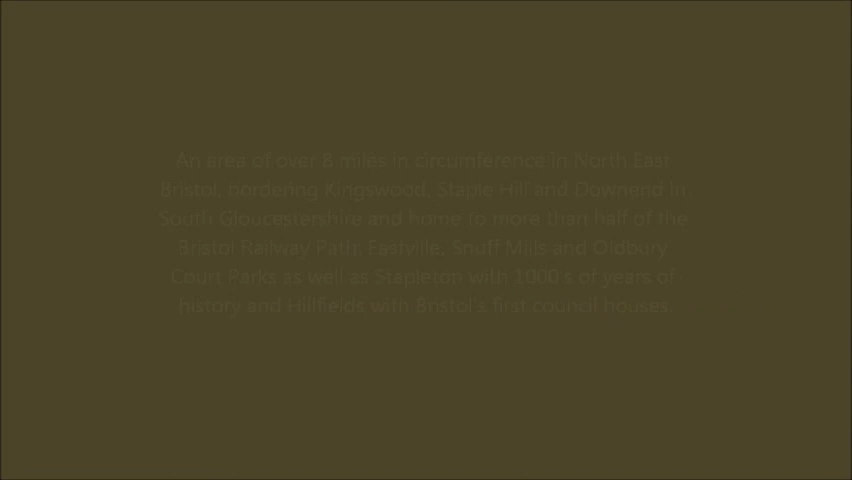 An area of over 8 miles in circumference in North East
Bristol, bordering Kingswood, Staple Hill and Downend in
South Gloucestershire and home to more than half of the
Bristol Railway Path; Eastville, Snuff Mills and Oldbury
Court Parks as well as Stapleton with 1000's of years of
history and Hillfields with Bristol's first council houses.